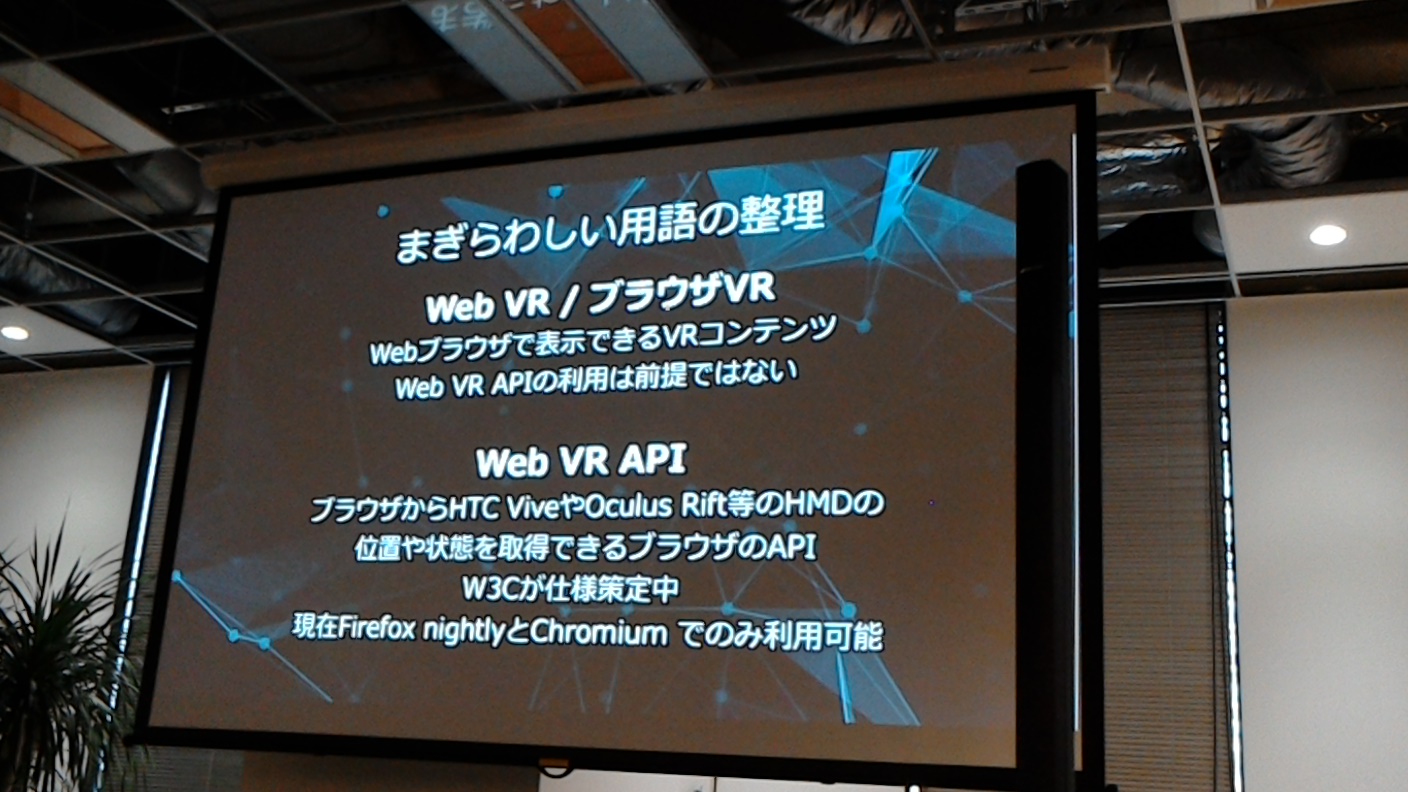 まぎらわしい用語の整理
Web VR / ブラウザVR
Webブラウザで表示できるVRコンテンツ
Web VR APIの利用は前提ではない
Web VR API
ブラウザからHTC ViveやOculus Rift等のHMDの
位置や状態を取得できるブラウザのAPI
W3Cが仕様策定中
現在Firefox nightlyとChromium でのみ利用可能